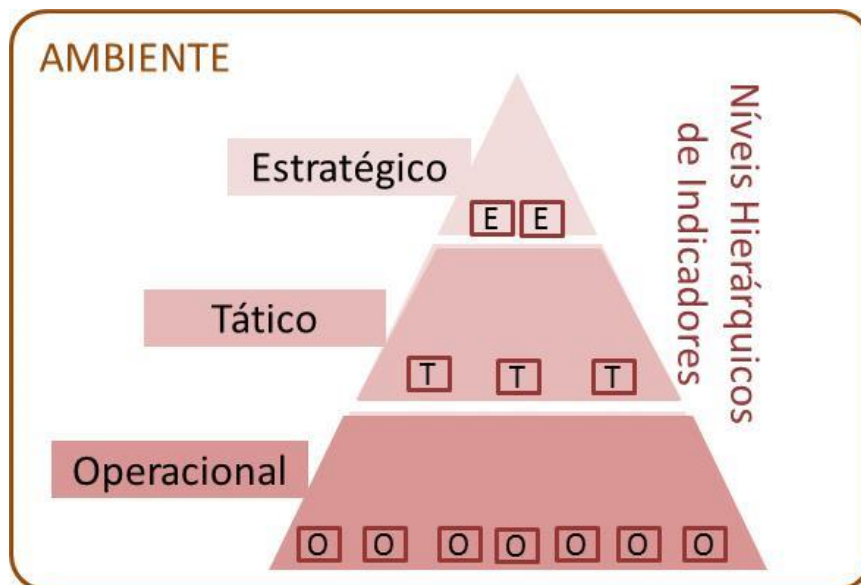 AMBIENTE
Níveis Hierárquicos
de Indicadores
Estratégico
E E
Tático
T T T
Operacional
O O O O O O O